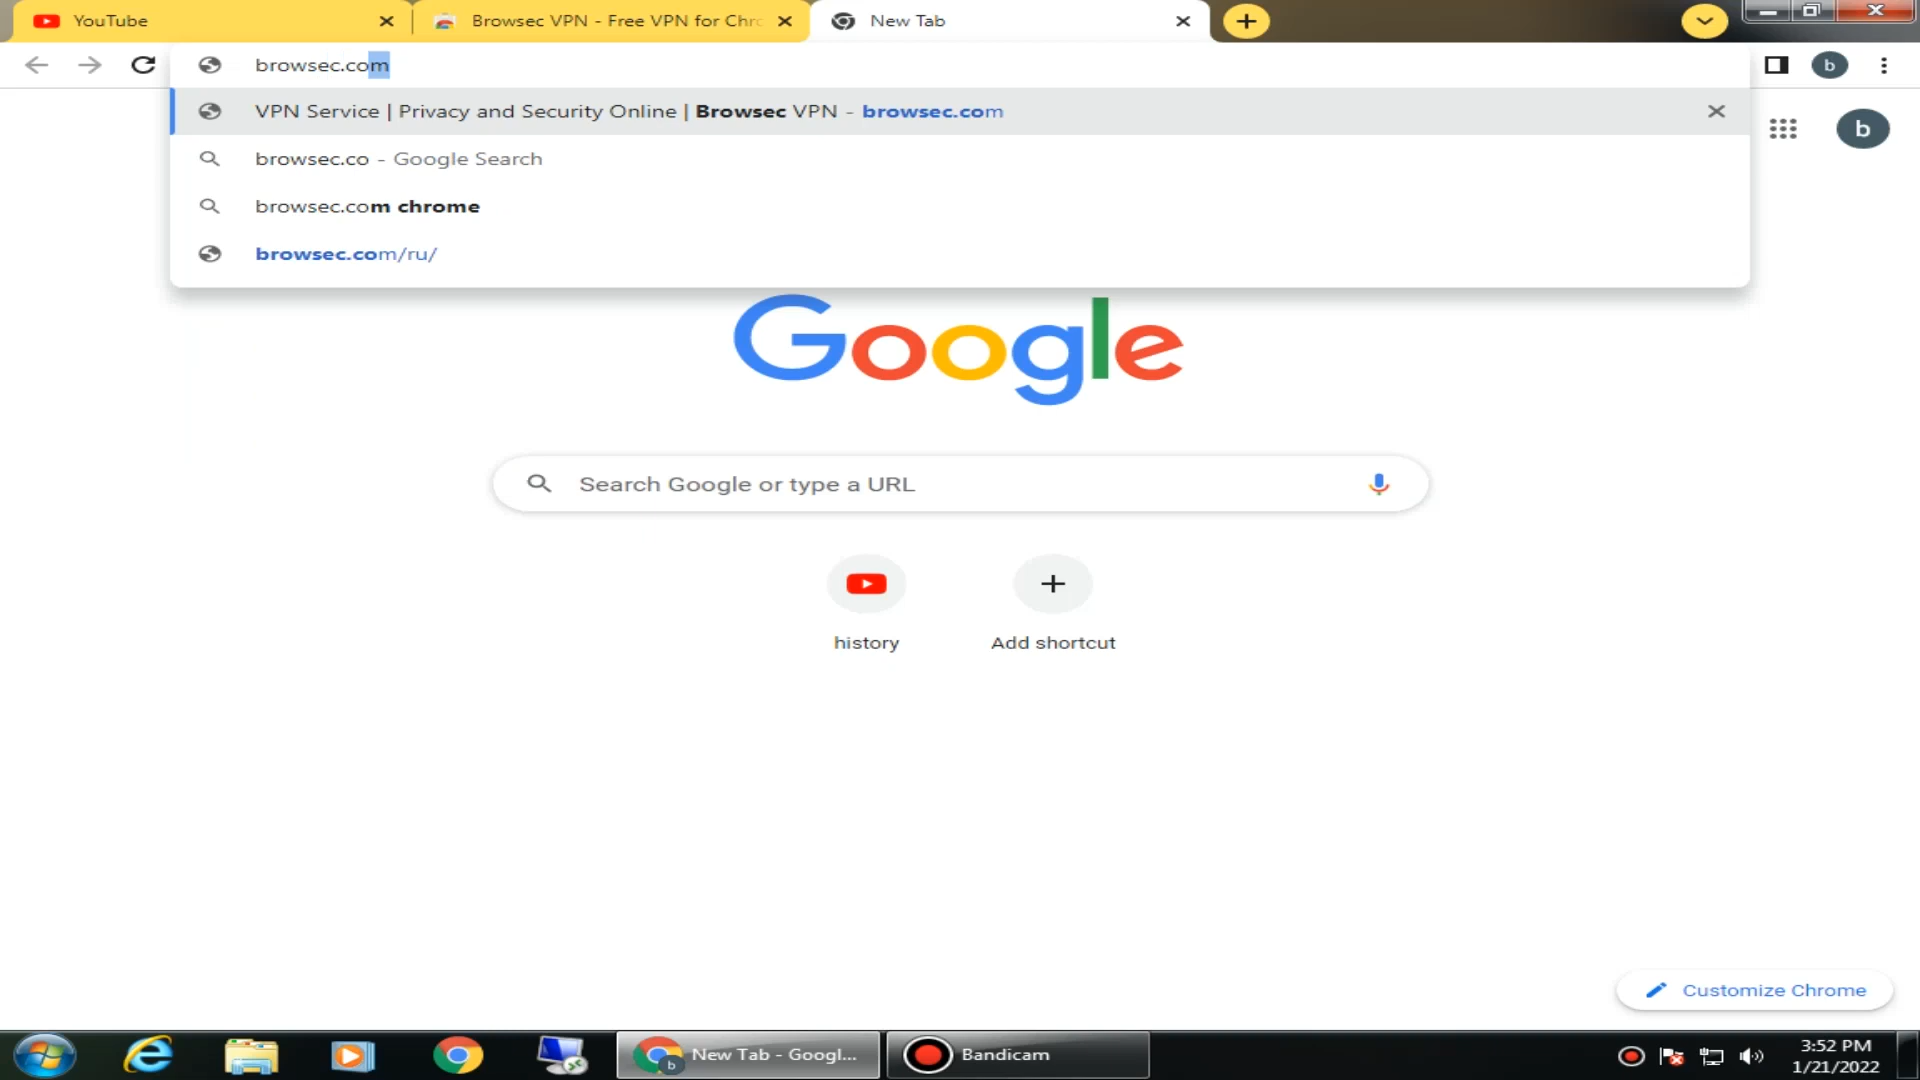 YouTube
Browsec VPN - Free VPN for Chro
New Tab
browsec.com
b
VPN Service | Privacy and Security Online | Browsec VPN - browsec.com
b
browsec.co - Google Search
browsec.com chrome
browsec.com/ru/
Google
Search Google or type a URL
history
Add shortcut
Customize Chrome
b
New Tab - Googl...
Bandicam
3:52 PM
1/21/2022